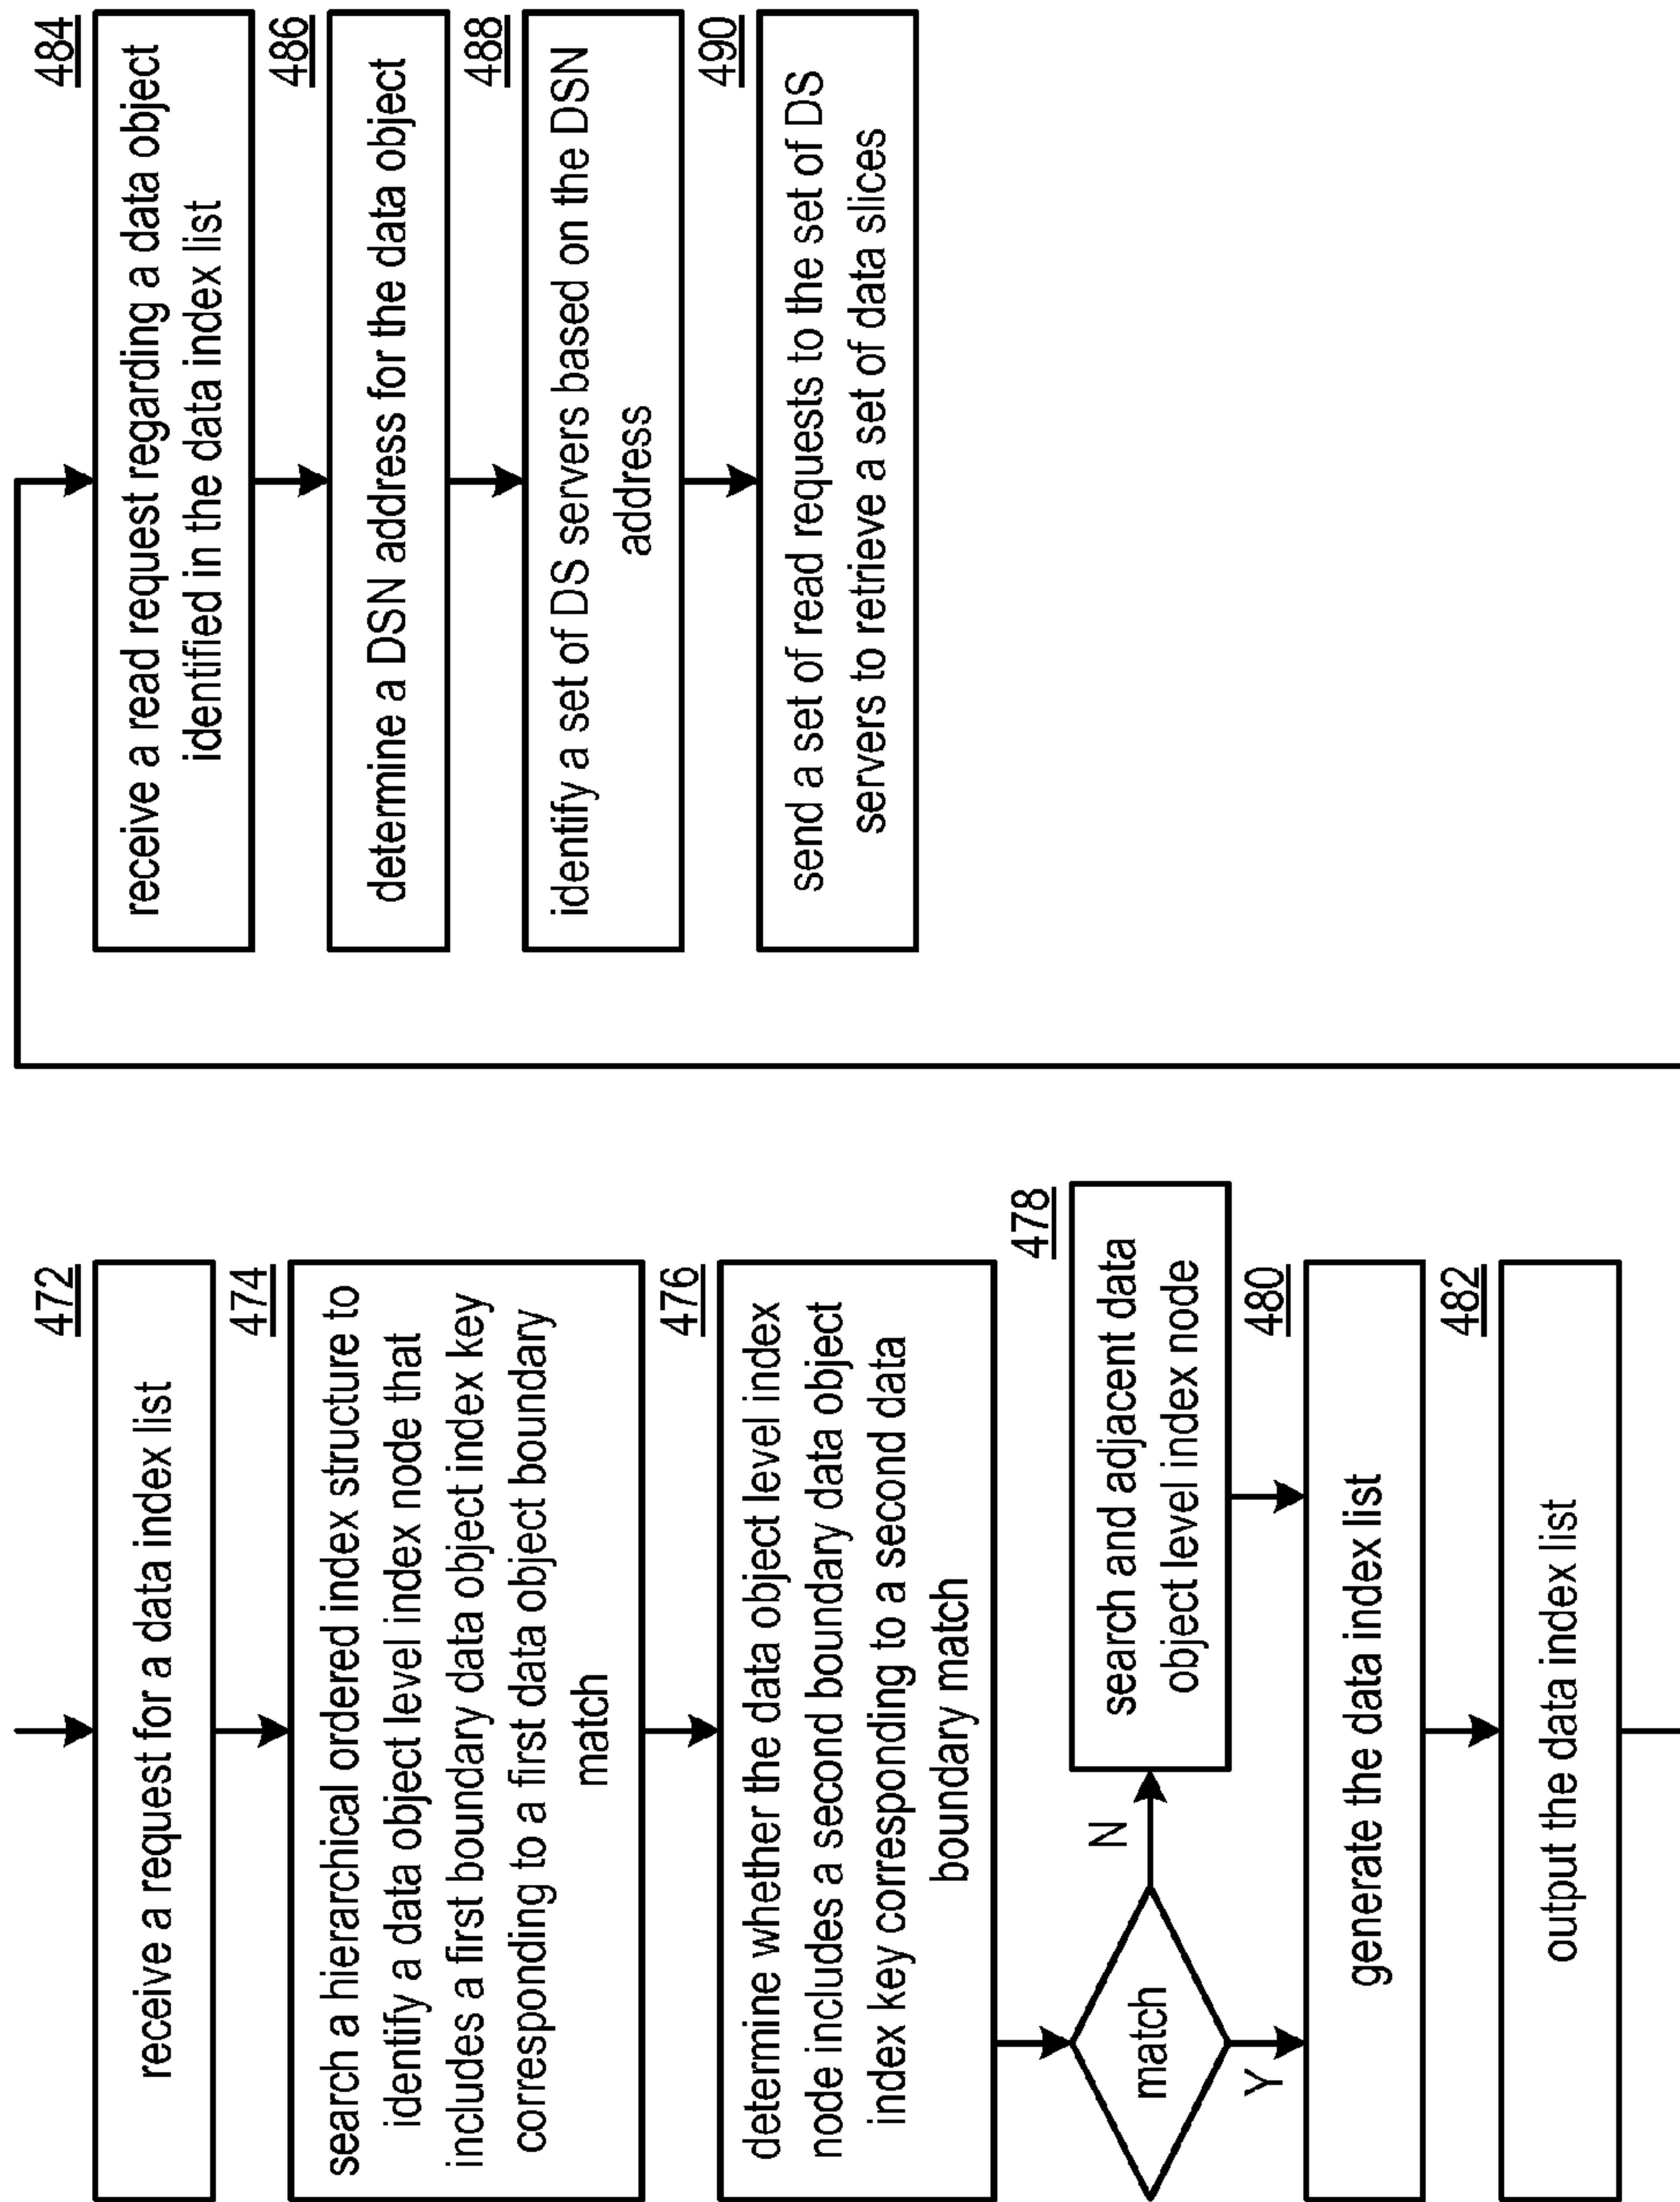 472
receive a request for a data index list
474
search a hierarchical ordered index structure to
identify a data object level index node that
includes a first boundary data object index key
corresponding to a first data object boundary
match
476
determine whether the data object level index
node includes a second boundary data object
index key corresponding to a second data
boundary match
match
N
Y
478
search and adjacent data
object level index node
480
generate the data index list
482
output the data index list
484
receive a read request regarding a data object
identified in the data index list
486
determine a DSN address for the data object
488
identify a set of DS servers based on the DSN
address
490
send a set of read requests to the set of DS
servers to retrieve a set of data slices